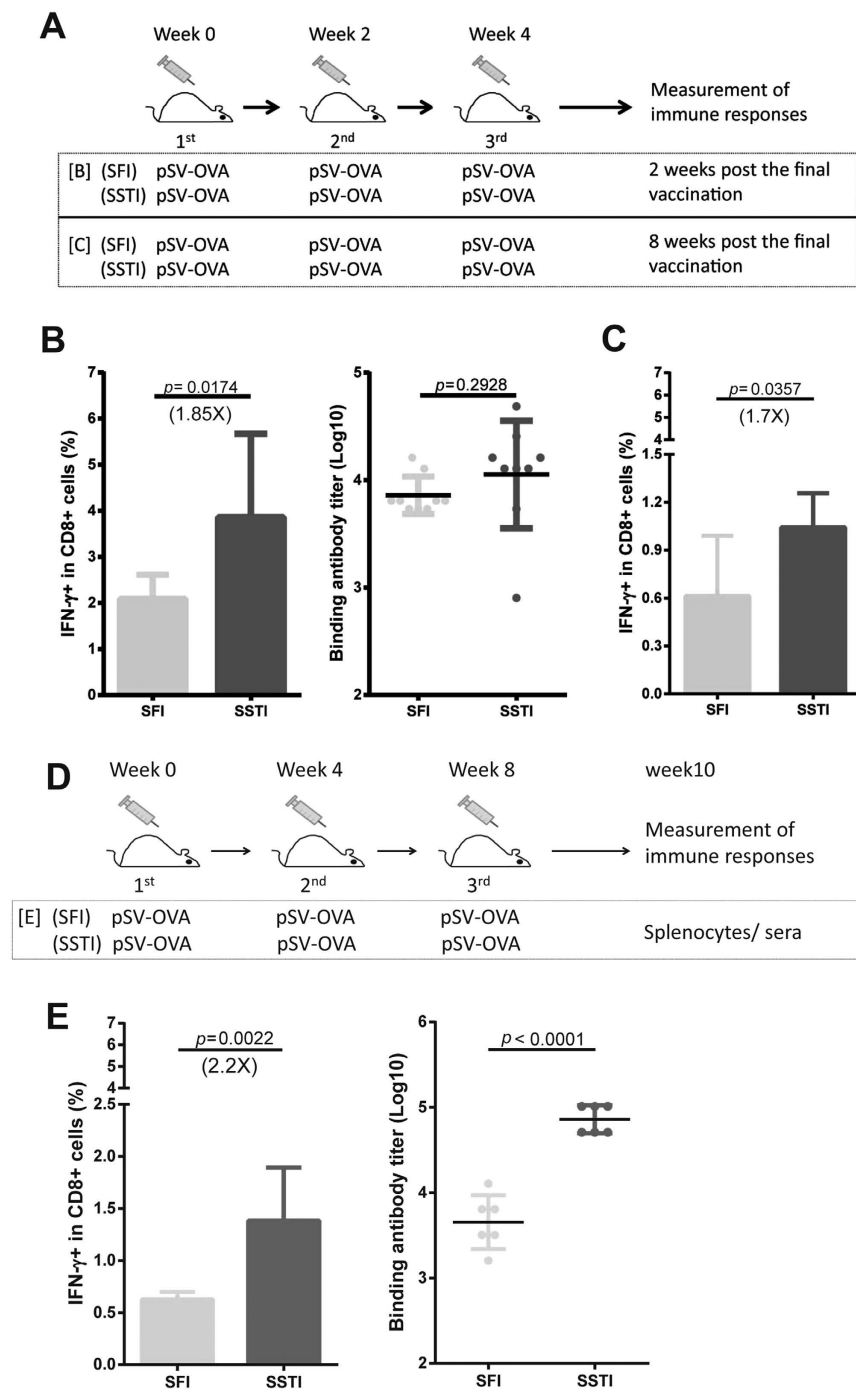 A
Week 0 Week 2 Week 4
Measurement of
immune responses
1st 2nd 3rd
[B] (SFI) pSV-OVA pSV-OVA pSV-OVA 2 weeks post the final
(SSTI) pSV-OVA pSV-OVA pSV-OVA vaccination
[C] (SFI) pSV-OVA pSV-OVA pSV-OVA 8 weeks post the final
(SSTI) pSV-OVA pSV-OVA pSV-OVA vaccination
B
IFN-γ+ in CD8+ cells (%)
7
6
5
4
3
2
1
0
p= 0.0174
(1.85X)
SFI SSTI
Binding antibody titer (Log10)
5
4
3
2
p=0.2928
SFI SSTI
C
IFN-γ+ in CD8+ cells (%)
7
6
5
4
1.5
1.2
0.9
0.6
0.3
0.0
p= 0.0357
(1.7X)
SFI SSTI
D
Week 0 Week 4 Week 8 week10
Measurement of
immune responses
1st 2nd 3rd
[E] (SFI) pSV-OVA pSV-OVA pSV-OVA
(SSTI) pSV-OVA pSV-OVA pSV-OVA
Splenocytes/ sera
E
IFN-γ+ in CD8+ cells (%)
7
6
5
4
2.5
2.0
1.5
1.0
0.5
0.0
p=0.0022
(2.2X)
SFI SSTI
Binding antibody titer (Log10)
6
5
4
3
2
p< 0.0001
SFI SSTI